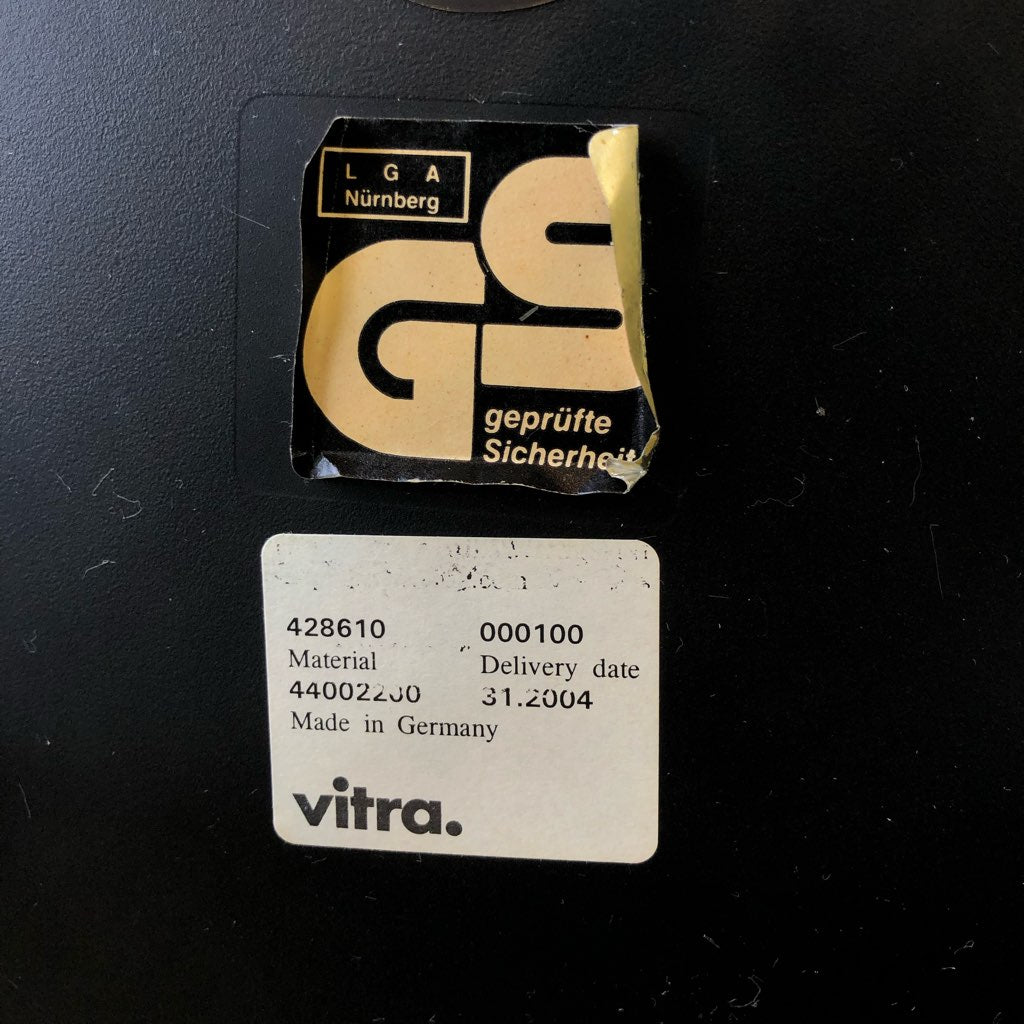 L G A
Nürnberg
GS
geprüfte
Sicherheit
428610 000100
Material Delivery date
31.2004
Made in Germany
vitra.